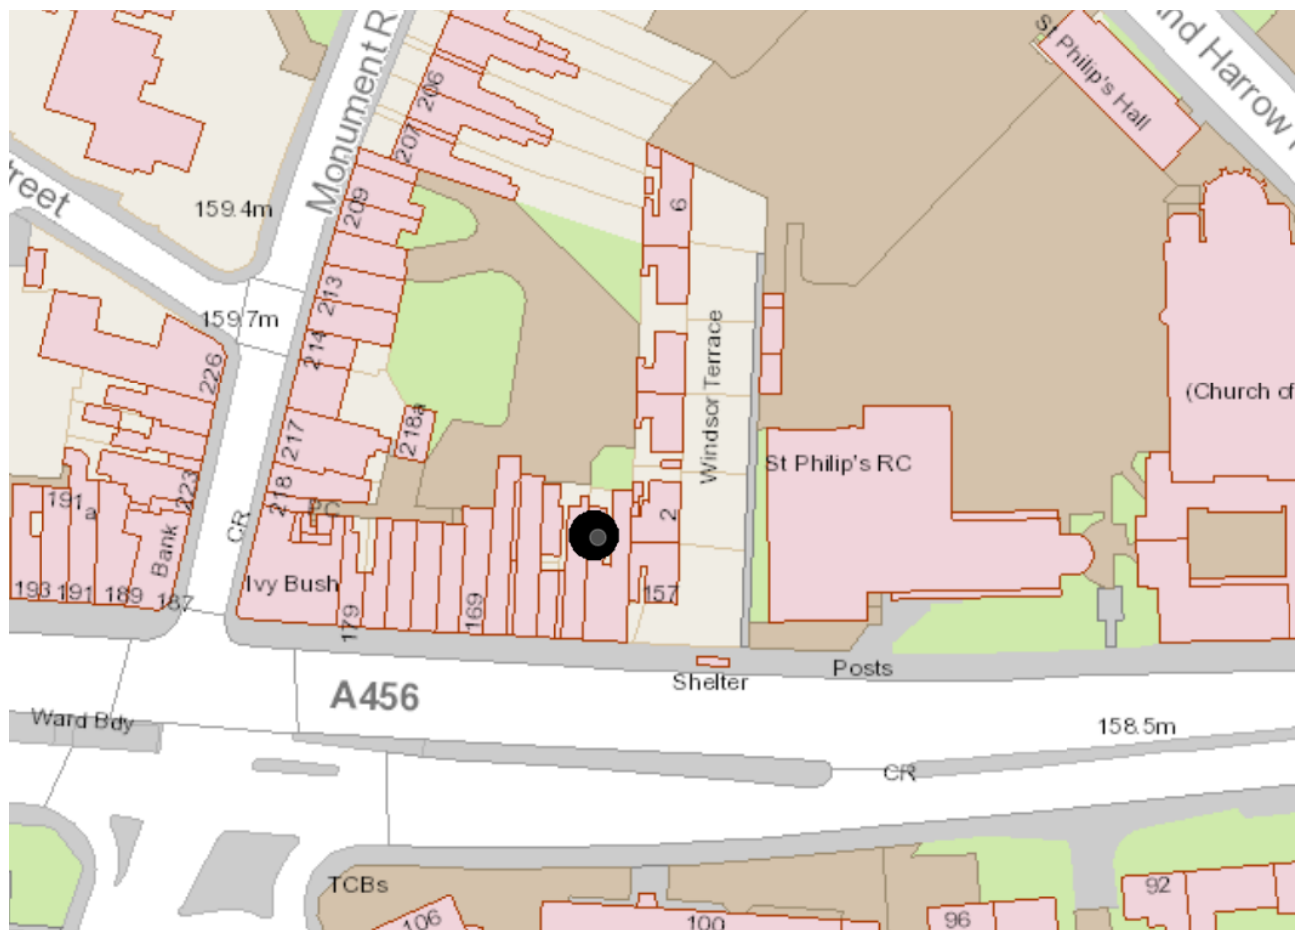 Monument R
nd Harrow
St Philip's Hall
206
207
209
159.4m
reet
6
213
159.7m
214
226
Windsor Terrace
(Church of
218a
217
St Philip's RC
223
218
191a
PC
2
CR
Bank
Ivy Bush
193
191
189
187
179
169
157
Posts
Shelter
A456
Ward Bdy
158.5m
CR
TCBs
92
106
100
96